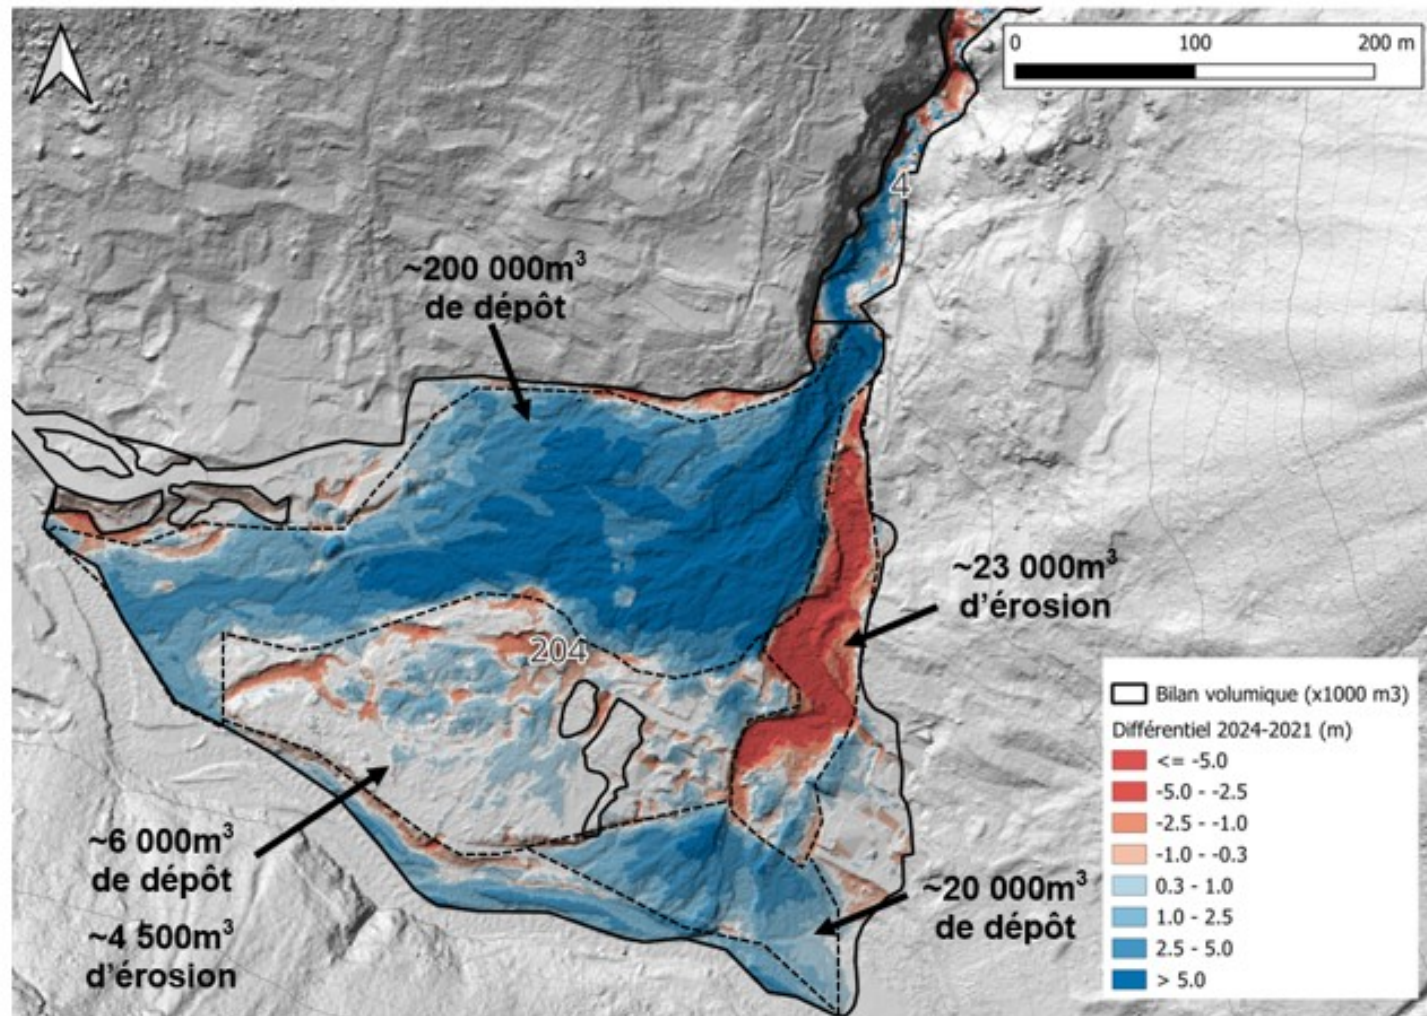 0 100 200 m
4
~200 000m³
de dépôt
~23 000m³
d'érosion
204
~6 000m³
de dépôt
~4 500m³
d'érosion
~20 000m³
de dépôt
Bilan volumique (x1000 m3)
Différentiel 2024-2021 (m)
<= -5.0
-5.0 - -2.5
-2.5 - -1.0
-1.0 - -0.3
0.3 - 1.0
1.0 - 2.5
2.5 - 5.0
> 5.0